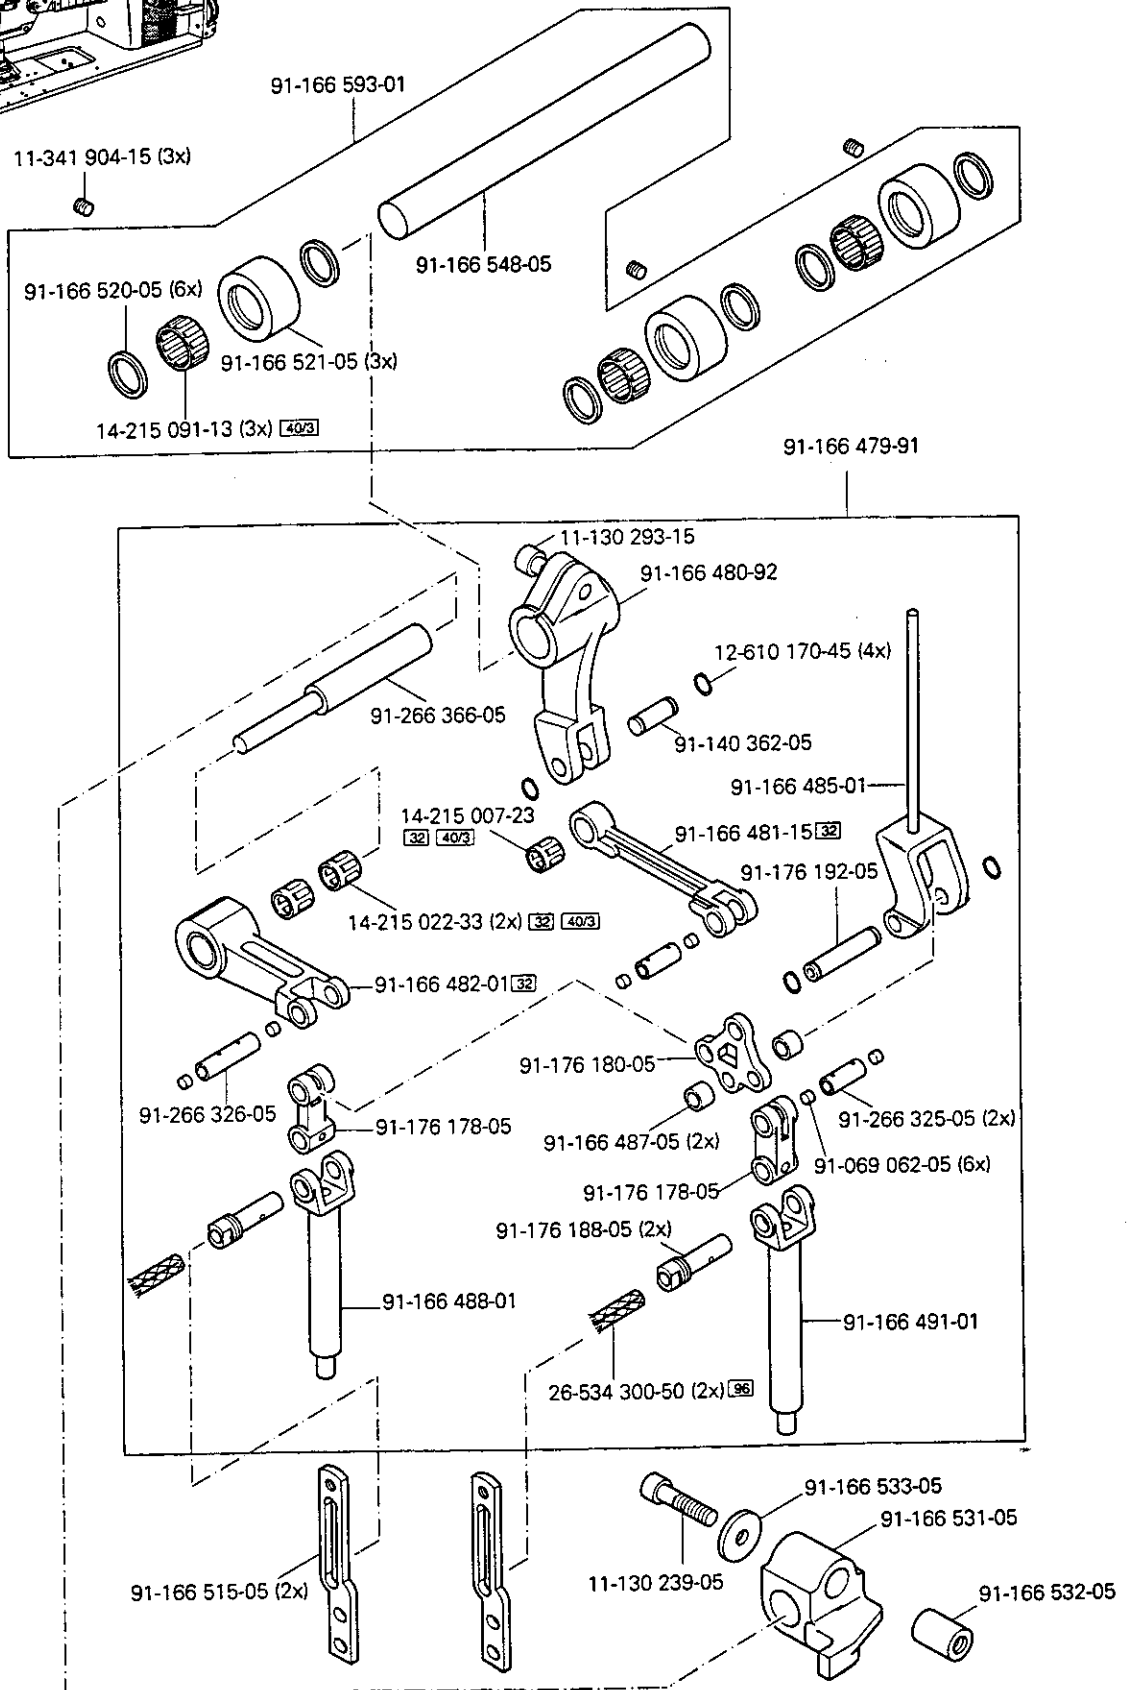 91-166 593-01
11-341 904-15 (3x)
91-166 548-05
91-166 520-05 (6x)
91-166 521-05 (3x)
14-215 091-13 (3x) 40/3
91-166 479-91
11-130 293-15
91-166 480-92
12-610 170-45 (4x)
91-266 366-05
91-140 362-05
91-166 485-01
14-215 007-23
32 40/3
91-166 481-15 32
91-176 192-05
14-215 022-33 (2x) 32 40/3
91-166 482-01 32
91-176 180-05
91-266 326-05
91-176 178-05
91-166 487-05 (2x)
91-266 325-05 (2x)
91-069 062-05 (6x)
91-176 178-05
91-176 188-05 (2x)
91-166 488-01
91-166 491-01
26-534 300-50 (2x) 96
91-166 533-05
91-166 531-05
11-130 239-05
91-166 515-05 (2x)
91-166 532-05